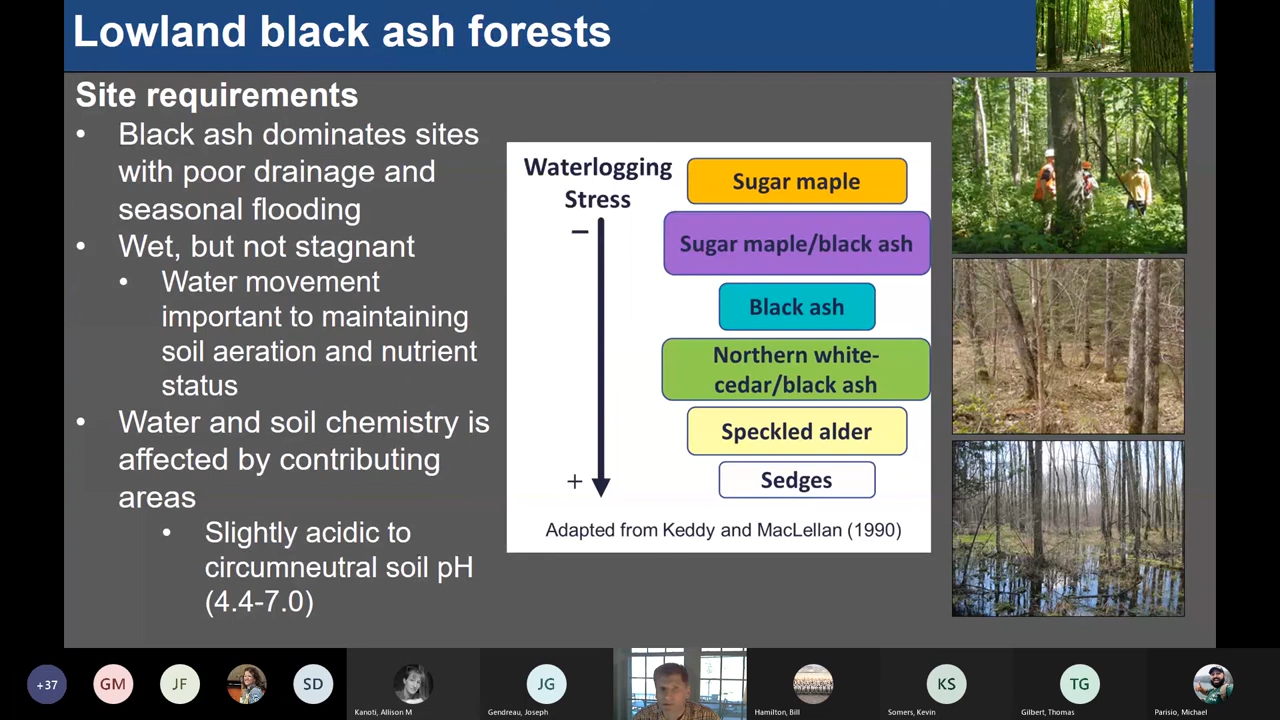 Lowland black ash forests
Site requirements
• Black ash dominates sites
with poor drainage and
seasonal flooding
• Wet, but not stagnant
• Water movement
important to maintaining
soil aeration and nutrient
status
• Water and soil chemistry is
affected by contributing
areas
• Slightly acidic to
circumneutral soil pH
(4.4-7.0)
Waterlogging
Stress
−
+
Sugar maple
Sugar maple/black ash
Black ash
Northern white-
cedar/black ash
Speckled alder
Sedges
Adapted from Keddy and MacLellan (1990)
+37
GM
JF
SD
Kanoti, Allison M
JG
Gendreau, Joseph
Hamilton, Bill
KS
Somers, Kevin
TG
Gilbert, Thomas
Parisio, Michael